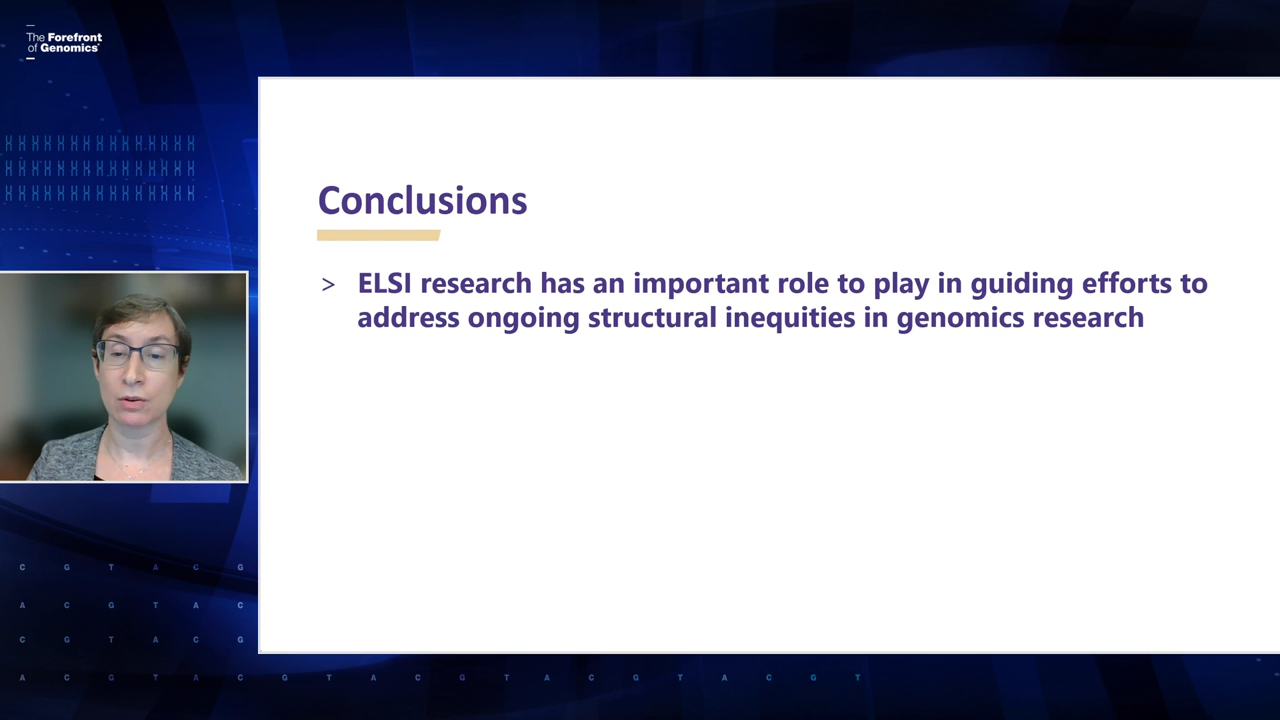 The Forefront
of Genomics®
Conclusions
> ELSI research has an important role to play in guiding efforts to
address ongoing structural inequities in genomics research
C G T A C G
A C G T A C
C G T A C G
A C G T A C G T A C G T A C G T A C G T